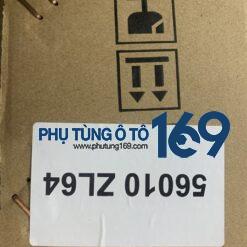 PHỤ TÙNG Ô TÔ 169
www.phutung169.com
56010 ZL64